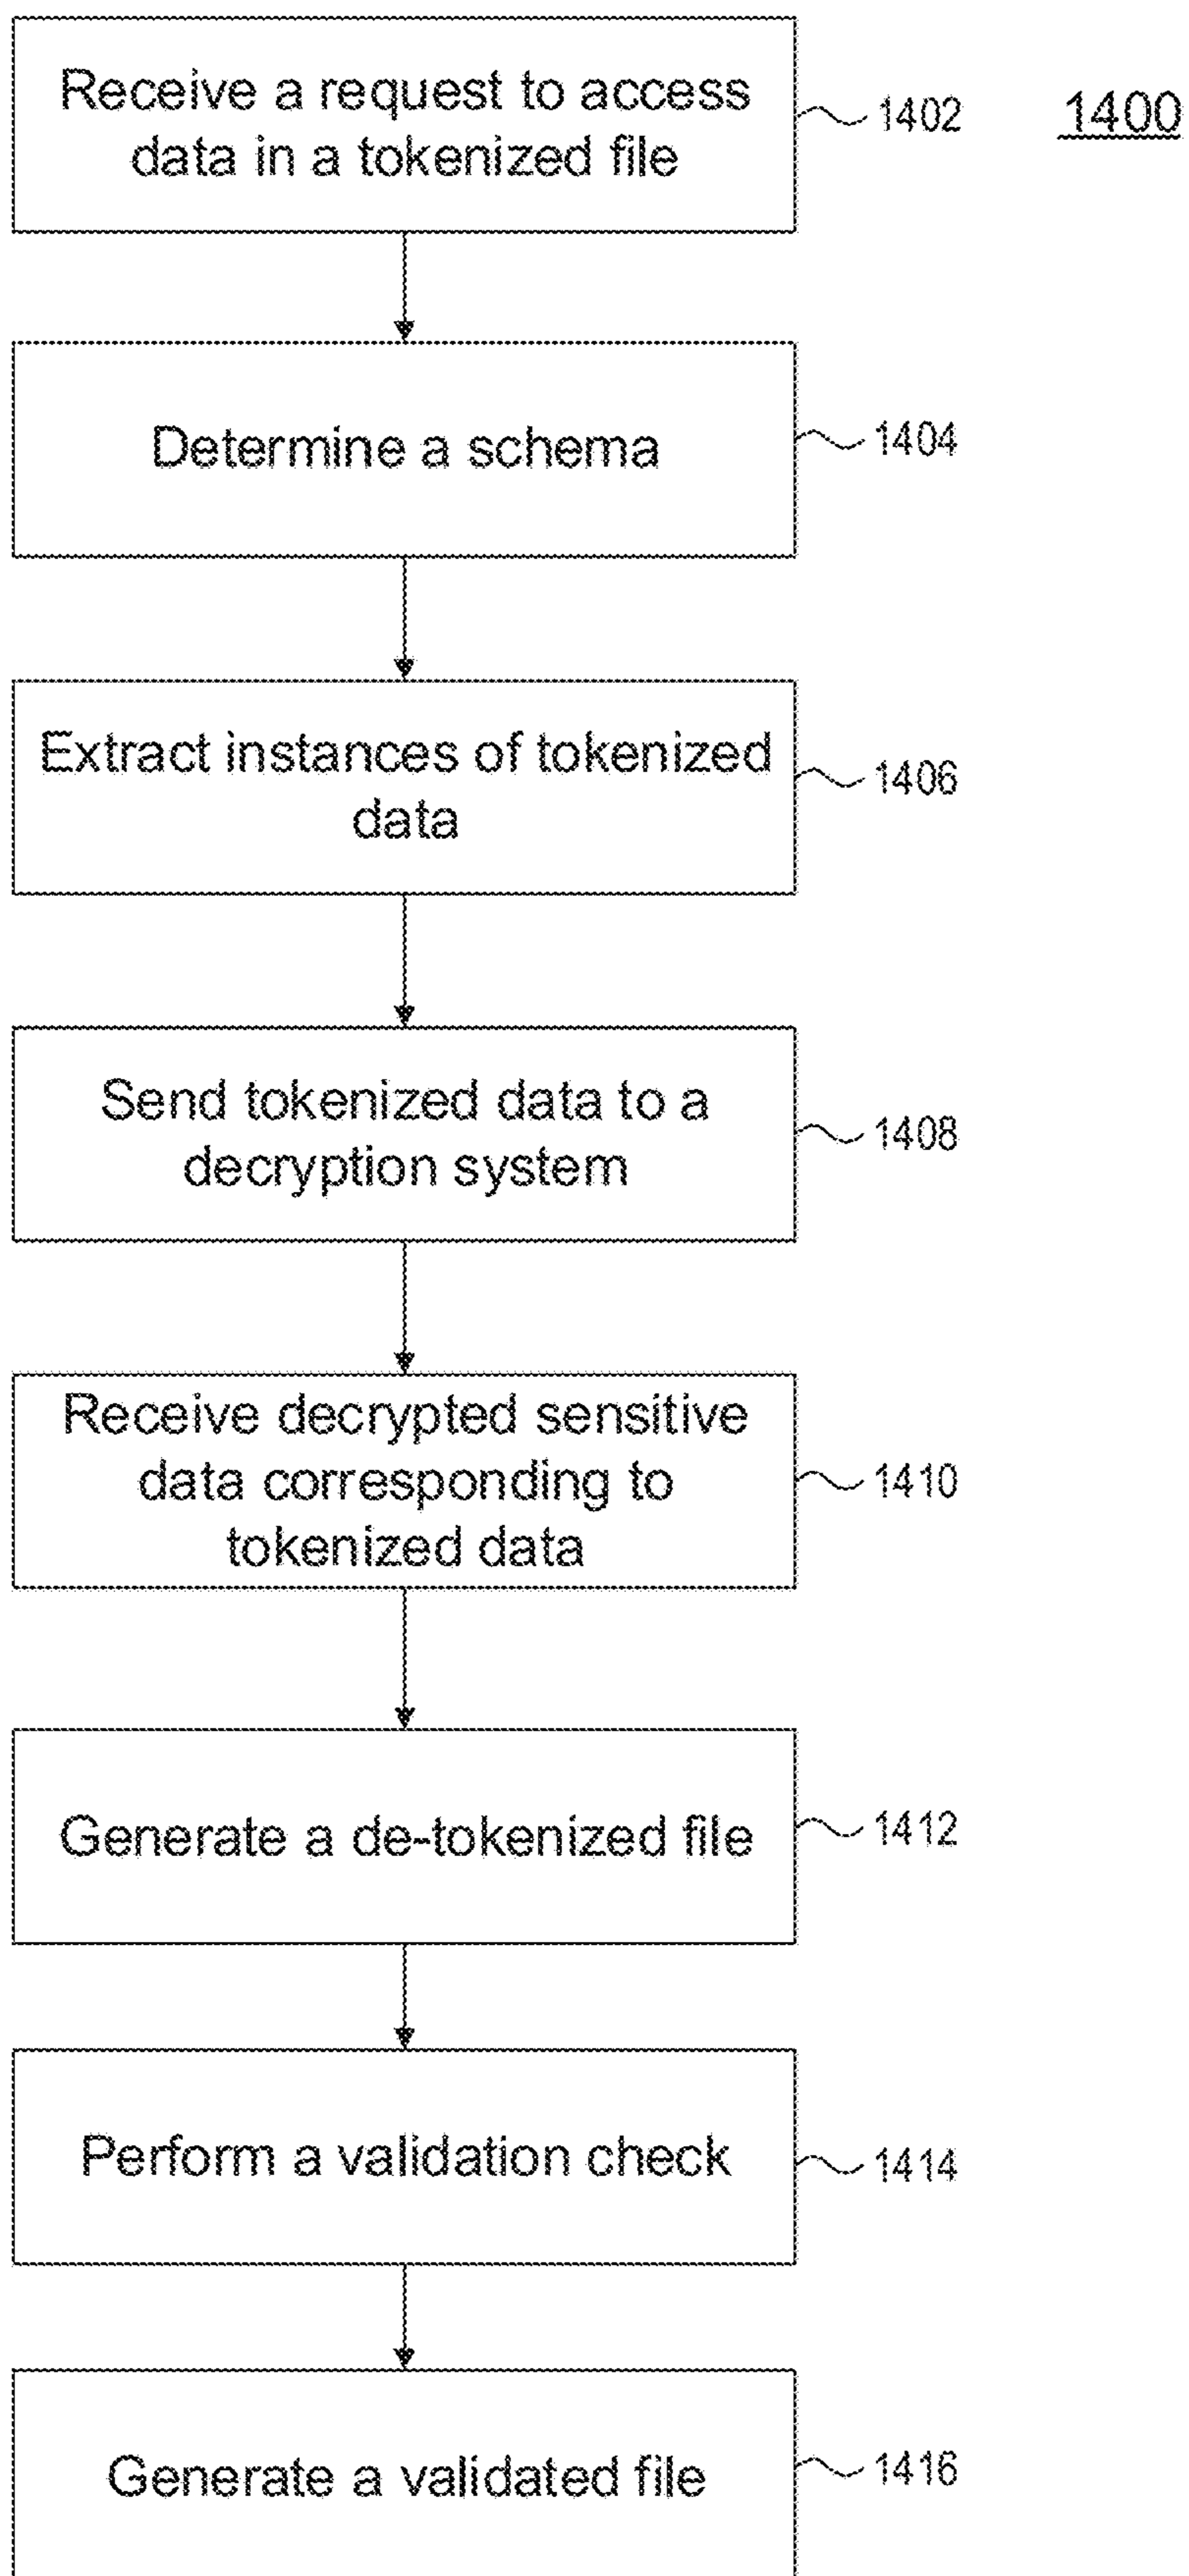 Receive a request to access
data in a tokenized file
1402
1400
Determine a schema
1404
Extract instances of tokenized
data
1406
Send tokenized data to a
decryption system
1408
Receive decrypted sensitive
data corresponding to
tokenized data
1410
Generate a de-tokenized file
1412
Perform a validation check
1414
Generate a validated file
1416